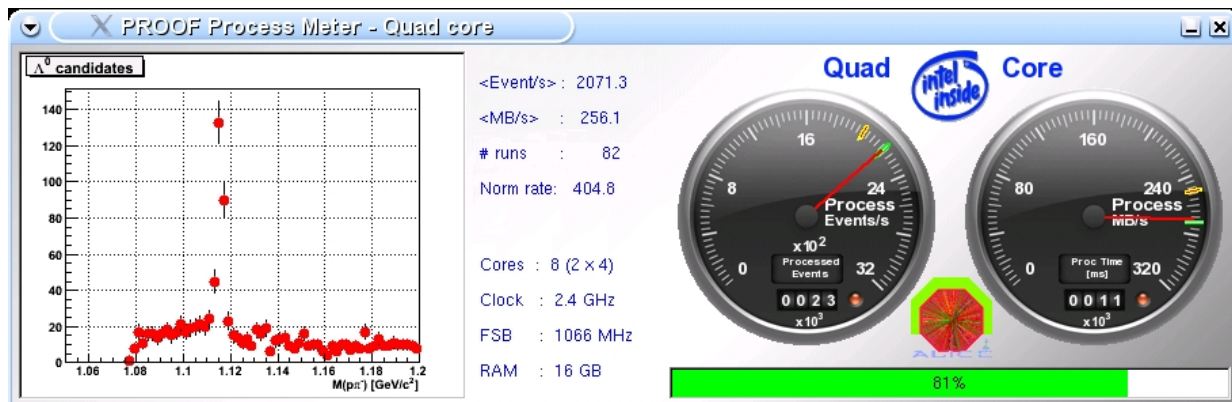 PROOF Process Meter - Quad core
Λ⁰ candidates
140
120
100
80
60
40
20
0
1.06 1.08 1.1 1.12 1.14 1.16 1.18 1.2
M(pπ⁻) [GeV/c²]
<Event/s> : 2071.3
<MB/s> : 256.1
# runs : 82
Norm rate: 404.8
Cores : 8 (2 x 4)
Clock : 2.4 GHz
FSB : 1066 MHz
RAM : 16 GB
Quad intel inside Core
0 8 16 24 32
Process
Events/s
x10²
Processed
Events
0023
x10³
0 80 160 240 320
Process
MB/s
Proc Time
[ms]
0011
x10³
ALICE
81%